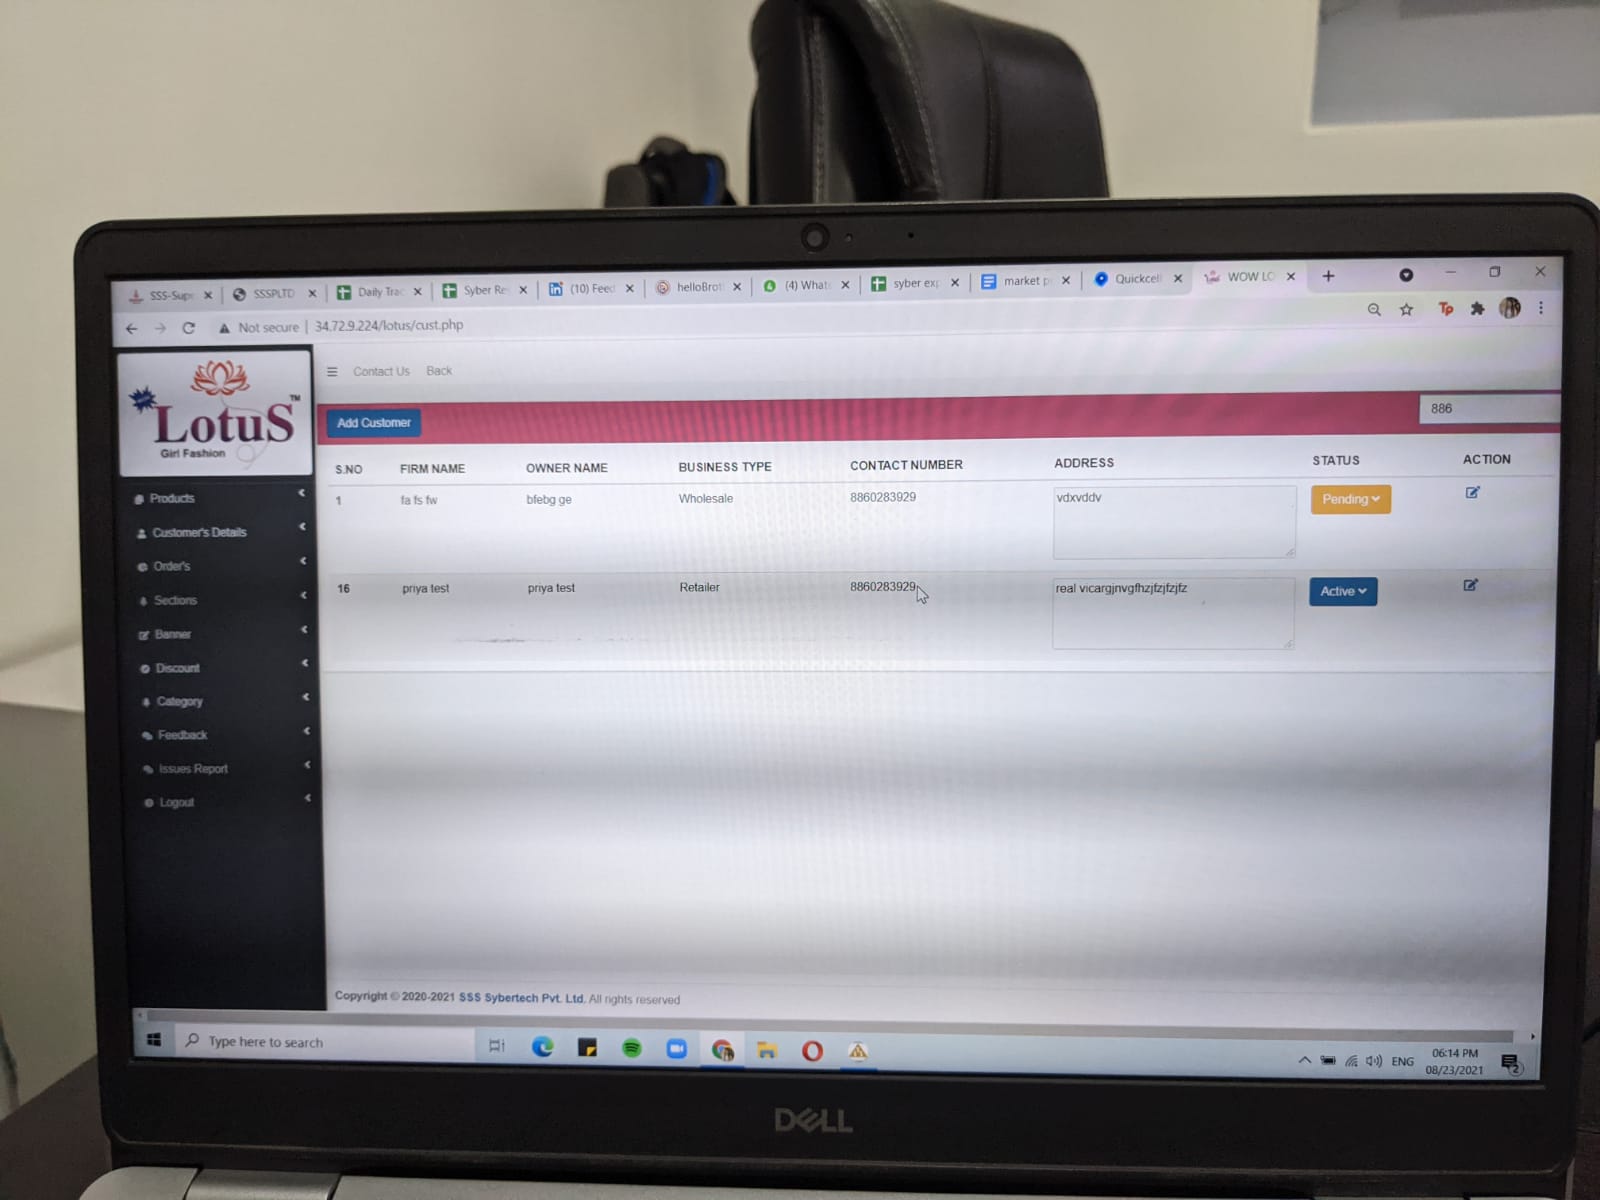 SSS-Supr
SSSPLTD
Daily Trac
Syber Re
(10) Feed
helloBrot
(4) Whats
syber exp
market p
Quickcell
WOW LO
Not secure | 34.72.9.224/lotus/cust.php
Tp
LotuS TM
Girl Fashion
Contact Us Back
Add Customer
886
S.NO FIRM NAME OWNER NAME BUSINESS TYPE CONTACT NUMBER ADDRESS STATUS ACTION
1 fa fs fw bfebg ge Wholesale 8860283929 vdxvddv Pending
16 priya test priya test Retailer 8860283929 real vicargjnvgfhzjfzjfzjfz Active
Products
Customer's Details
Order's
Sections
Banner
Discount
Category
Feedback
Issues Report
Logout
Copyright © 2020-2021 SSS Sybertech Pvt. Ltd. All rights reserved
Type here to search
ENG
06:14 PM
08/23/2021
2
DELL